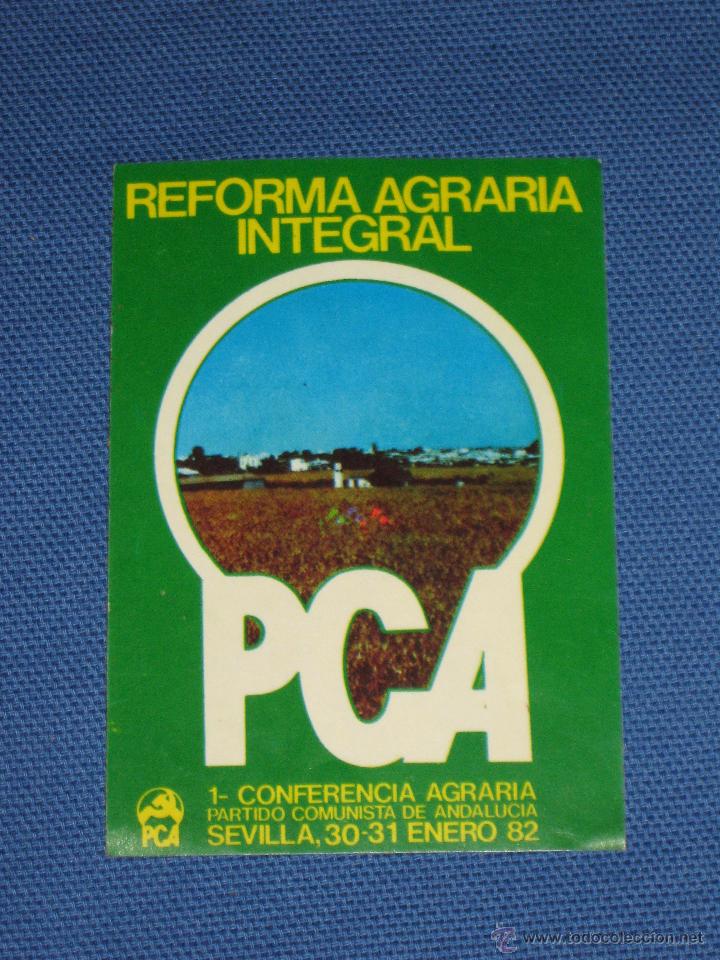 REFORMA AGRARIA
INTEGRAL
PCA
1- CONFERENCIA AGRARIA
PARTIDO COMUNISTA DE ANDALUCIA
SEVILLA, 30-31 ENERO 82
PCA
© www.todocoleccion.net